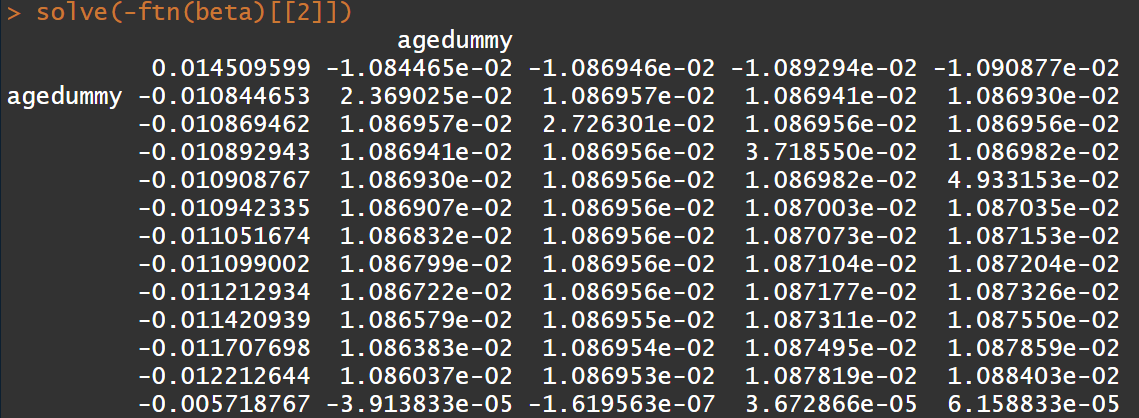 > solve(-ftn(beta)[[2]])
agedummy
0.014509599 -1.084465e-02 -1.086946e-02 -1.089294e-02 -1.090877e-02
agedummy -0.010844653 2.369025e-02 1.086957e-02 1.086941e-02 1.086930e-02
-0.010869462 1.086957e-02 2.726301e-02 1.086956e-02 1.086956e-02
-0.010892943 1.086941e-02 1.086956e-02 3.718550e-02 1.086982e-02
-0.010908767 1.086930e-02 1.086956e-02 1.086982e-02 4.933153e-02
-0.010942335 1.086907e-02 1.086956e-02 1.087003e-02 1.087035e-02
-0.011051674 1.086832e-02 1.086956e-02 1.087073e-02 1.087153e-02
-0.011099002 1.086799e-02 1.086956e-02 1.087104e-02 1.087204e-02
-0.011212934 1.086722e-02 1.086956e-02 1.087177e-02 1.087326e-02
-0.011420939 1.086579e-02 1.086955e-02 1.087311e-02 1.087550e-02
-0.011707698 1.086383e-02 1.086954e-02 1.087495e-02 1.087859e-02
-0.012212644 1.086037e-02 1.086953e-02 1.087819e-02 1.088403e-02
-0.005718767 -3.913833e-05 -1.619563e-07 3.672866e-05 6.158833e-05